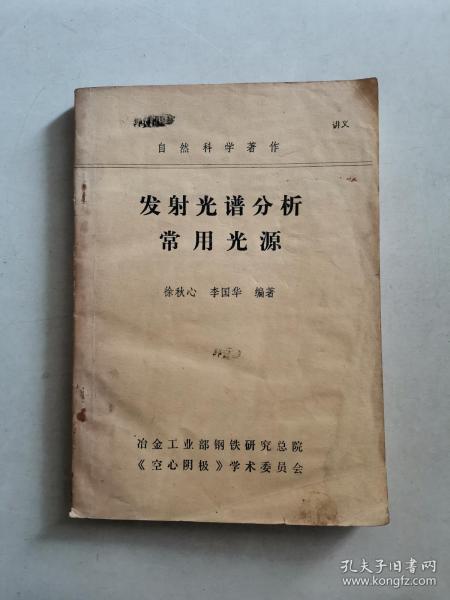 讲义
自然科学著作
发射光谱分析
常用光源
徐秋心 李国华 编著
冶金工业部钢铁研究总院
《空心阴极》学术委员会
孔夫子旧书网
www.kongfz.com